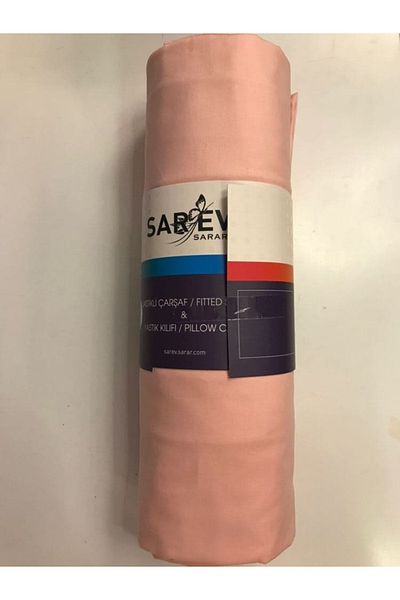 SAREV
SARAR
ÇARŞAF / FITTED
&
KILIFI / PILLOW
sarev.sarar.com